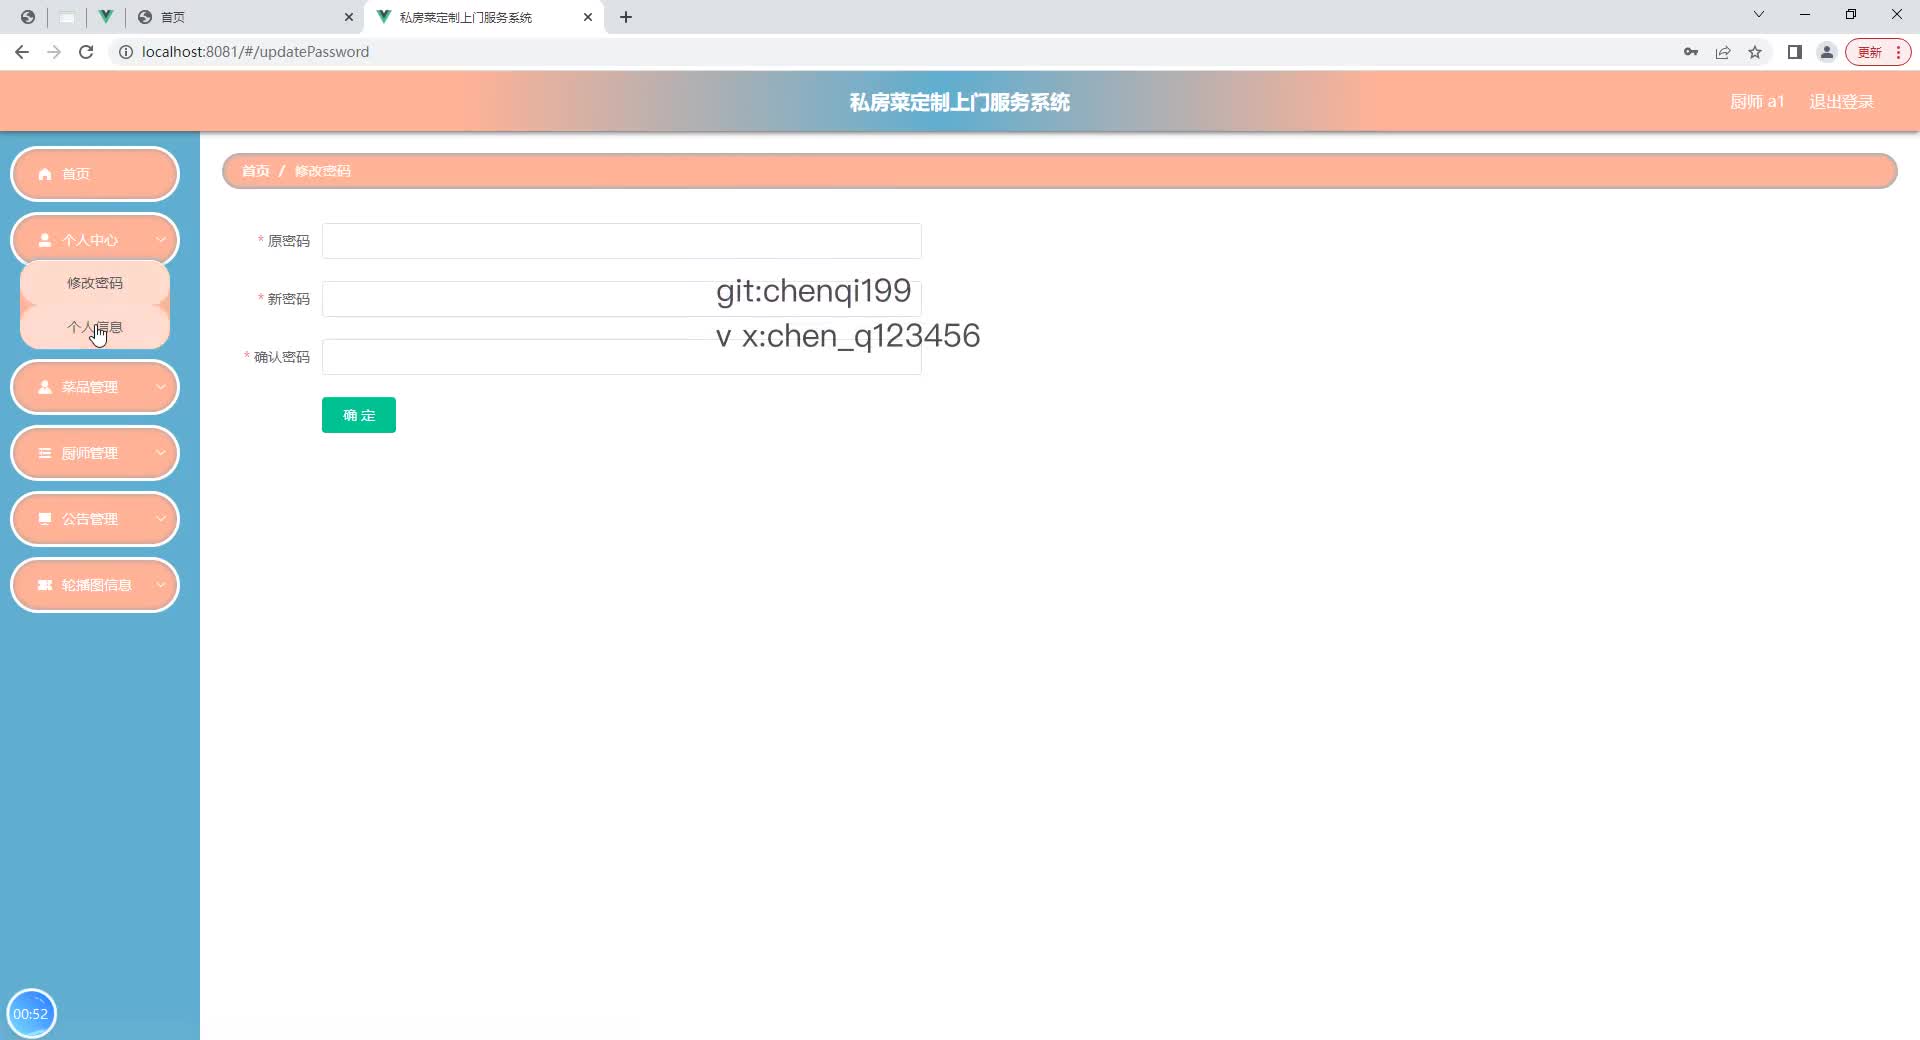 首页
私房菜定制上门服务系统
localhost:8081/#/updatePassword
更新
私房菜定制上门服务系统
厨师 a1
退出登录
首页
个人中心
修改密码
个人信息
菜品管理
厨师管理
公告管理
轮播图信息
首页 / 修改密码
* 原密码
* 新密码
* 确认密码
确 定
git:chenqi199
v x:chen_q123456
00:52